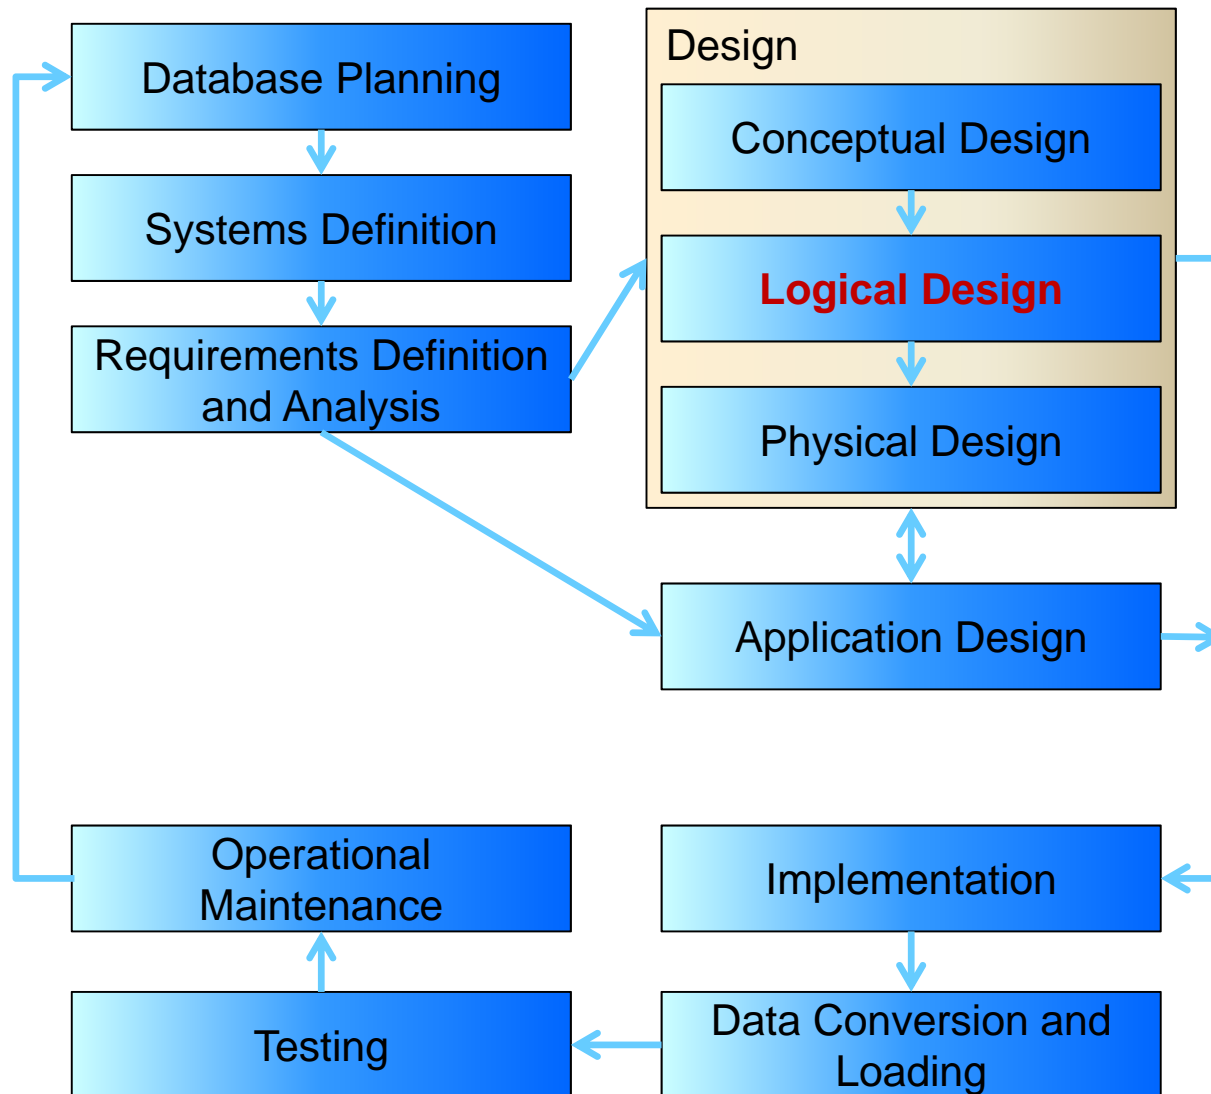 Database Planning
Systems Definition
Requirements Definition
and Analysis
Design
Conceptual Design
Logical Design
Physical Design
Application Design
Operational
Maintenance
Implementation
Testing
Data Conversion and
Loading